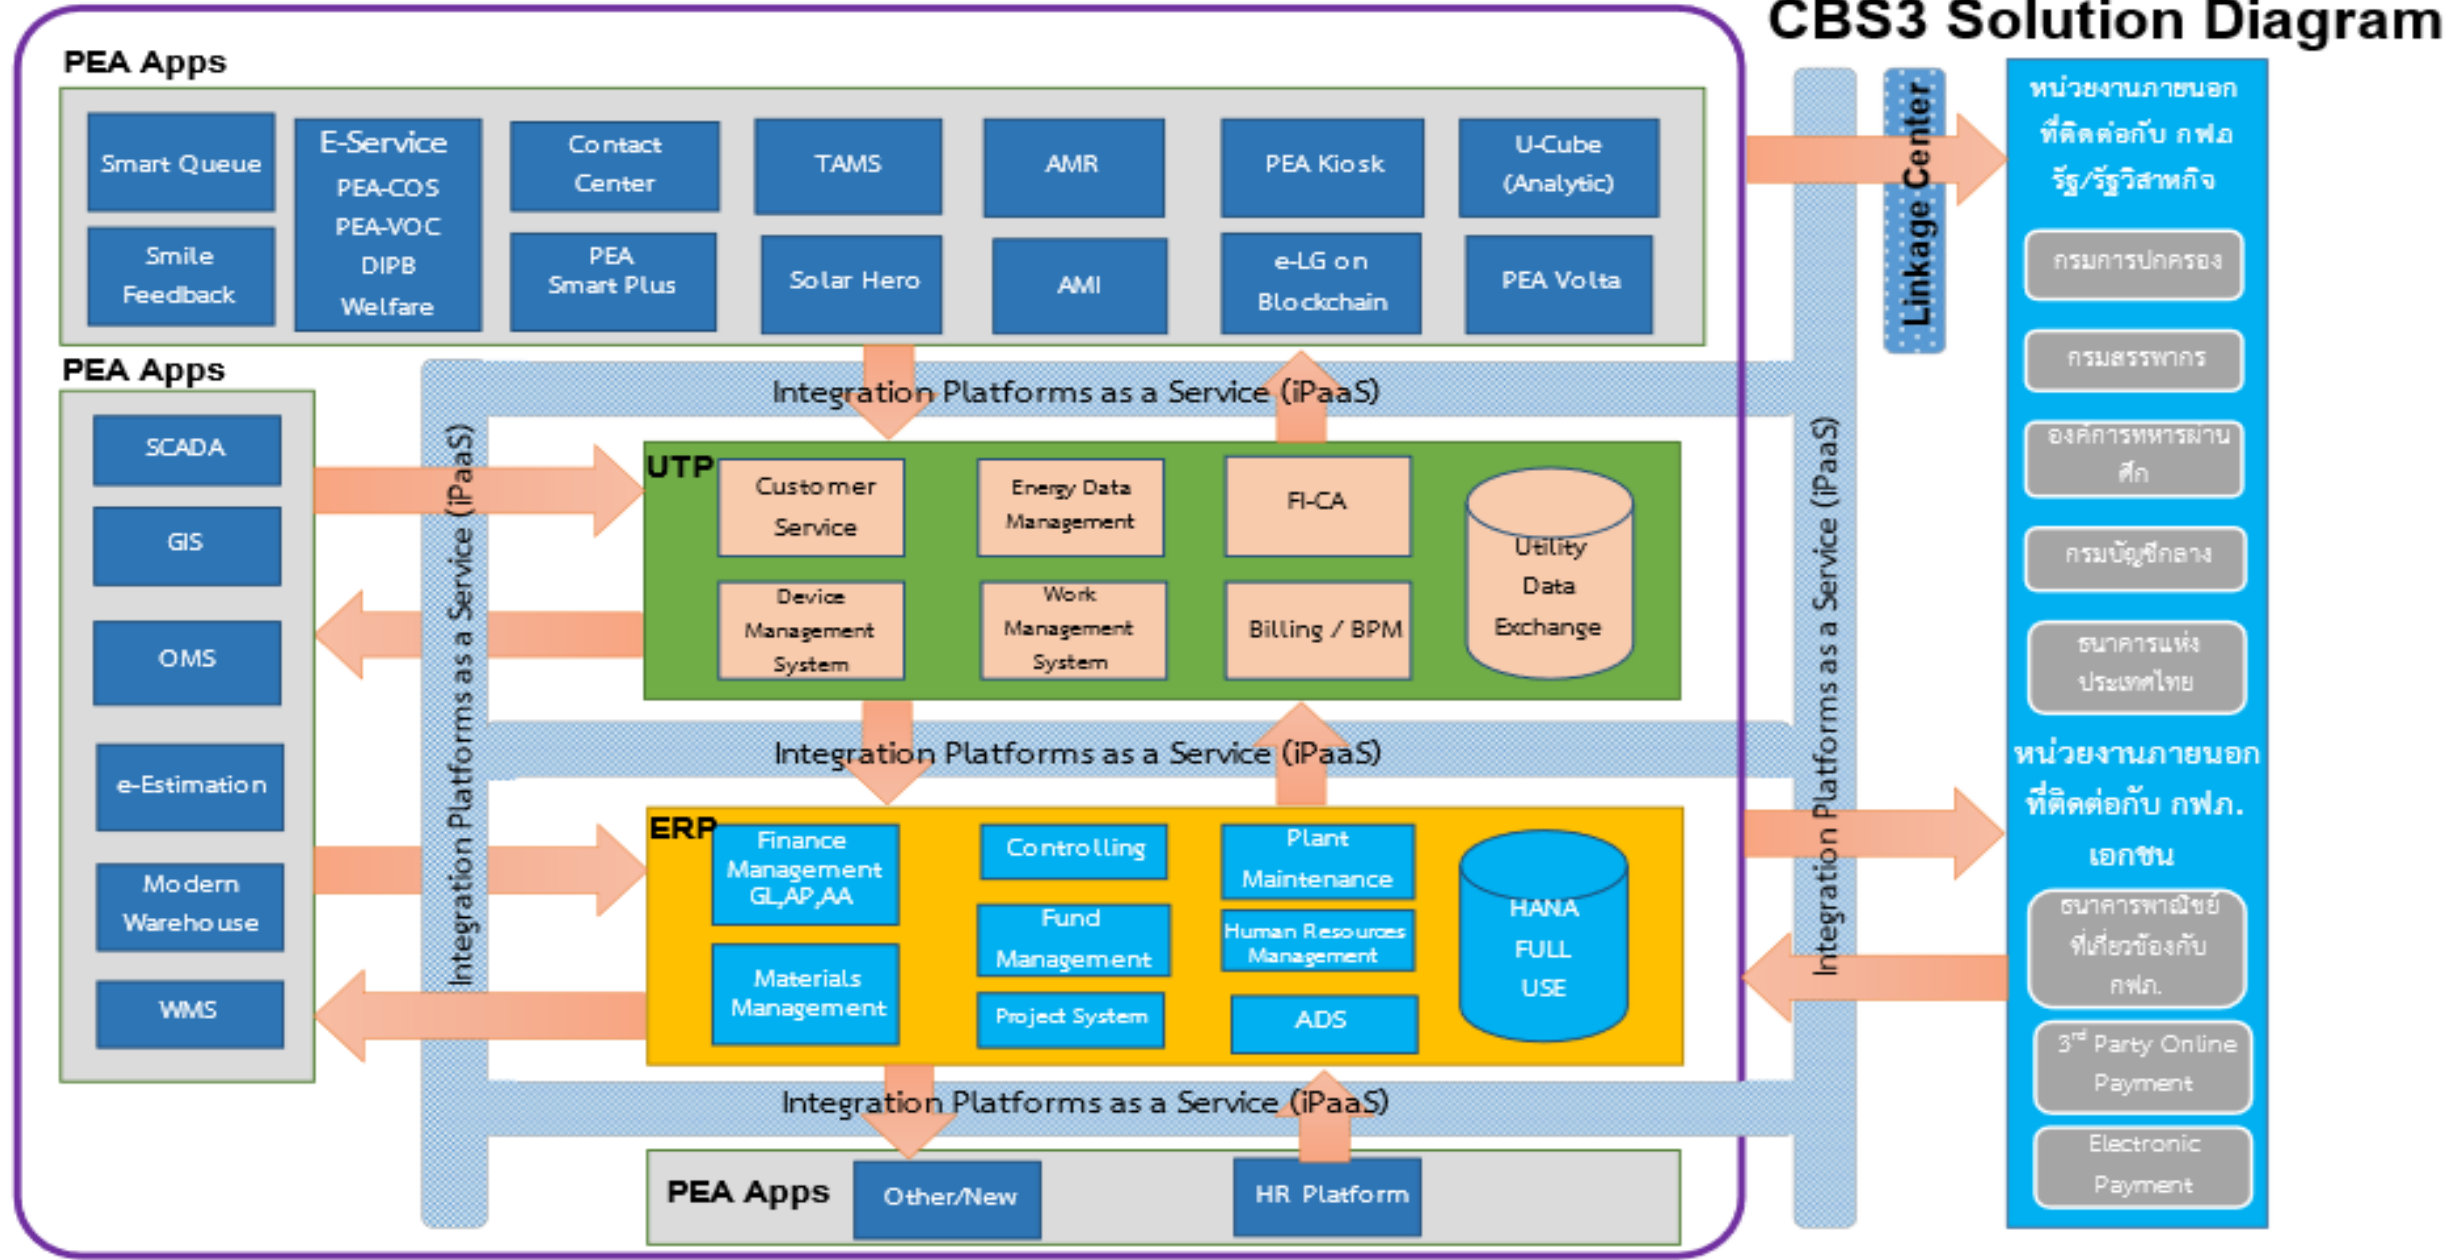 CBS3 Solution Diagram
PEA Apps
Smart Queue
Smile
Feedback
E-Service
PEA-COS
PEA-VOC
DIPB
Welfare
Contact
Center
PEA
Smart Plus
TAMS
Solar Hero
AMR
AMI
PEA Kiosk
e-LG on
Blockchain
U-Cube
(Analytic)
PEA Volta
PEA Apps
SCADA
GIS
OMS
e-Estimation
Modern
Warehouse
WMS
Integration Platforms as a Service (iPaaS)
Integration Platforms as a Service (iPaaS)
UTP
Customer
Service
Energy Data
Management
FI-CA
Device
Management
System
Work
Management
System
Billing / BPM
Utility
Data
Exchange
Integration Platforms as a Service (iPaaS)
ERP
Finance
Management
GL,AP,AA
Materials
Management
Controlling
Fund
Management
Project System
Plant
Maintenance
Human Resources
Management
ADS
HANA
FULL
USE
Integration Platforms as a Service (iPaaS)
PEA Apps
Other/New
HR Platform
Integration Platforms as a Service (iPaaS)
Linkage Center
หน่วยงานภายนอก
ที่ติดต่อกับ กฟภ
รัฐ/รัฐวิสาหกิจ
กรมการปกครอง
กรมสรรพากร
องค์การทหารผ่าน
ศึก
กรมบัญชีกลาง
ธนาคารแห่ง
ประเทศไทย
หน่วยงานภายนอก
ที่ติดต่อกับ กฟภ.
เอกชน
ธนาคารพาณิชย์
ที่เกี่ยวข้องกับ
กฟภ.
3rd Party Online
Payment
Electronic
Payment